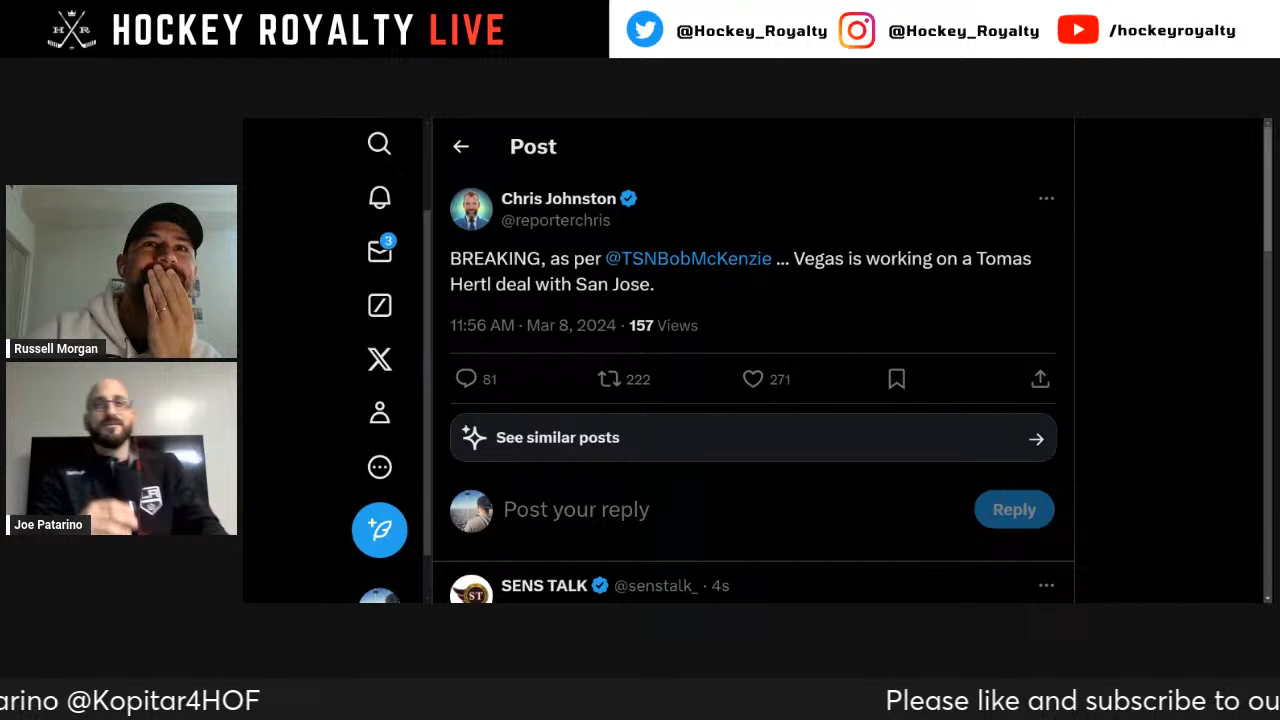 HOCKEY ROYALTY LIVE
@Hockey_Royalty
@Hockey_Royalty
/hockeyroyalty
Post
Chris Johnston
@reporterchris
BREAKING, as per @TSNBobMcKenzie ... Vegas is working on a Tomas
Hertl deal with San Jose.
11:56 AM · Mar 8, 2024 · 157 Views
81
222
271
See similar posts
Post your reply
Reply
SENS TALK @senstalk_ · 4s
ST
3
H R
Russell Morgan
Joe Patarino
arino @Kopitar4HOF
Please like and subscribe to ou